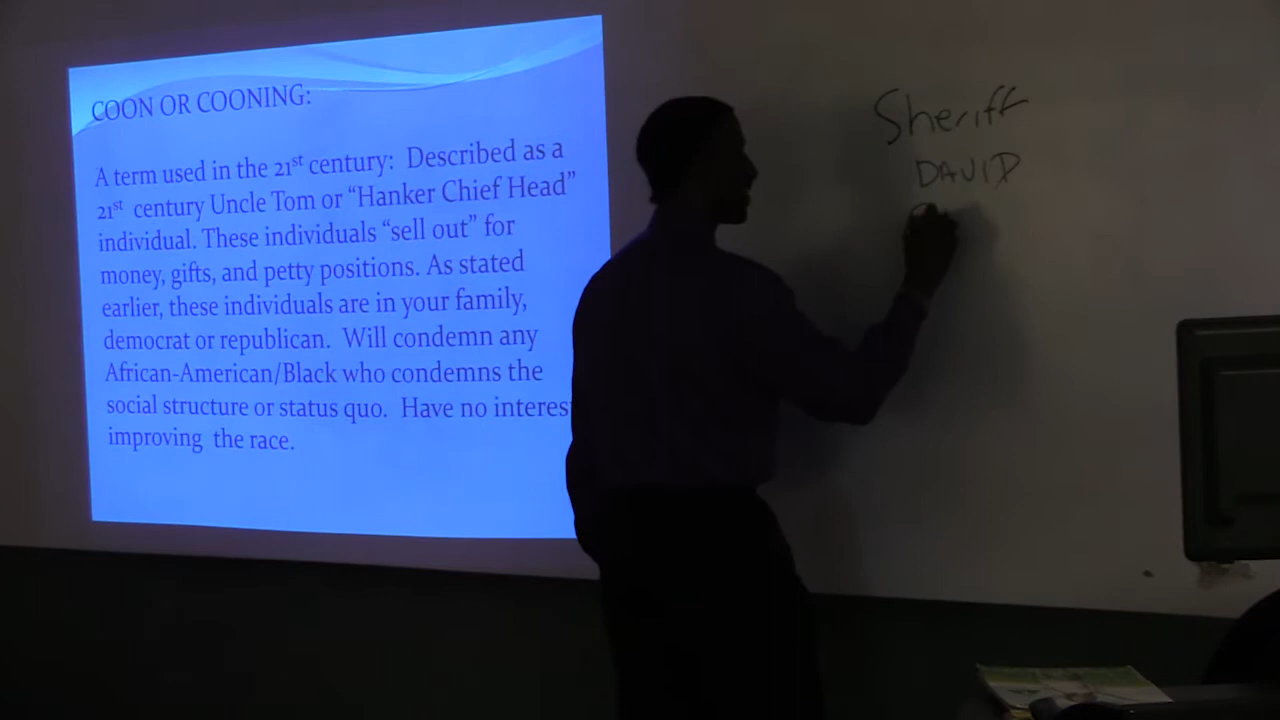 COON OR COONING:
A term used in the 21st century: Described as a
21st century Uncle Tom or “Hanker Chief Head”
individual. These individuals “sell out” for
money, gifts, and petty positions. As stated
earlier, these individuals are in your family,
democrat or republican. Will condemn any
African-American/Black who condemns the
social structure or status quo. Have no interes
improving the race.
Sheriff
DAVID